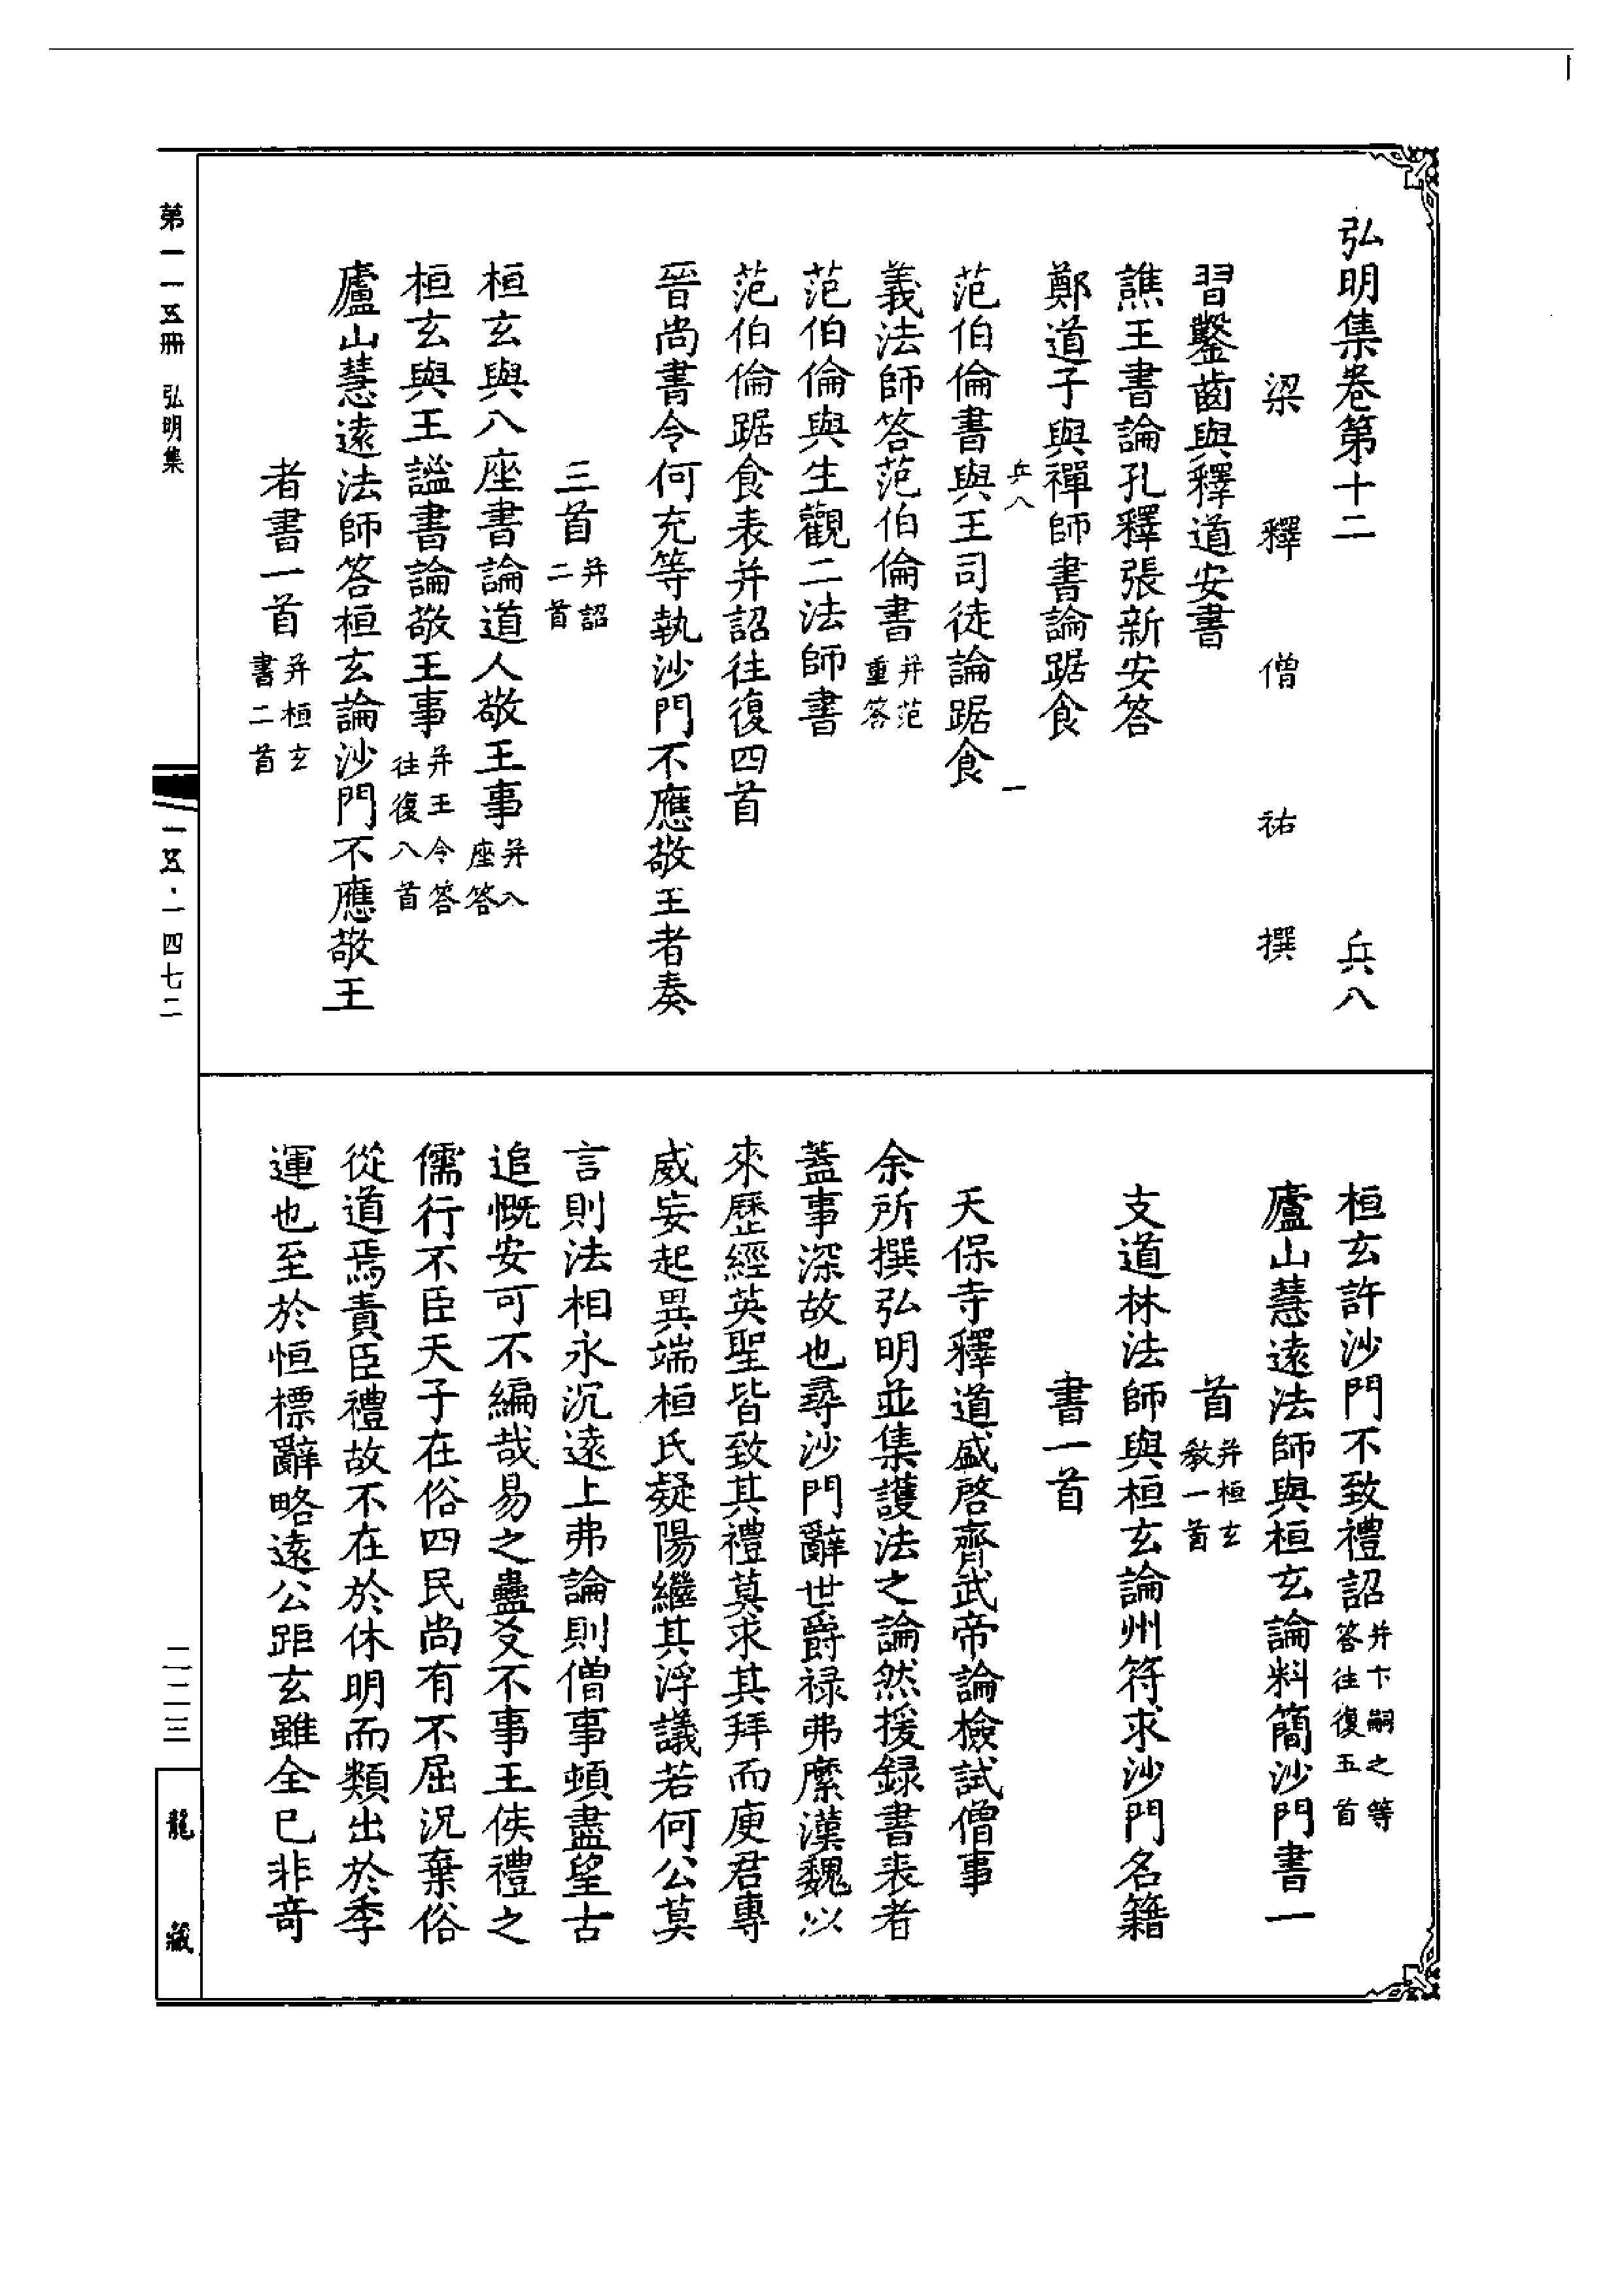 弘明集卷第十二　兵八
梁釋僧祐撰
習鑿齒與釋道安書
譙王書論孔釋張新安答
鄭道子與禪師書論踞食
兵八　一
范伯倫書與王司徒論踞食
義法師答范伯倫書并范重答
范伯倫與生觀二法師書
范伯倫踞食表并詔往復四首
晉尚書令何充等執沙門不應敬王者奏
三首并詔二首
桓玄與八座書論道人敬王事并八座答
桓玄與王謐書論敬王事并王令答往復八首
廬山慧遠法師答桓玄論沙門不應敬王
者書一首并桓玄書二首
桓玄許沙門不致禮詔并卞嗣之等答往復五首
廬山慧遠法師與桓玄論料簡沙門書一
首并桓玄教一首
支道林法師與桓玄論州符求沙門名籍
書一首
天保寺釋道盛啓齊武帝論檢試僧事
余所撰弘明並集護法之論然援録書表者
蓋事深故也尋沙門辭世爵禄弗縻漢魏以
來歷經英聖皆致其禮莫求其拜而庾君專
威妄起異端桓氏疑陽繼其浮議若何公莫
言則法相永沉遠上弗論則僧事頓盡望古
追慨安可不編哉易之蠱爻不事王侯禮之
儒行不臣天子在俗四民尚有不屈況棄俗
從道焉責臣禮故不在於休明而類出於季
運也至於恒標辭略遠公距玄雖全已非奇
第一一五冊　弘明集
一五·一四七二
二二三
龍藏